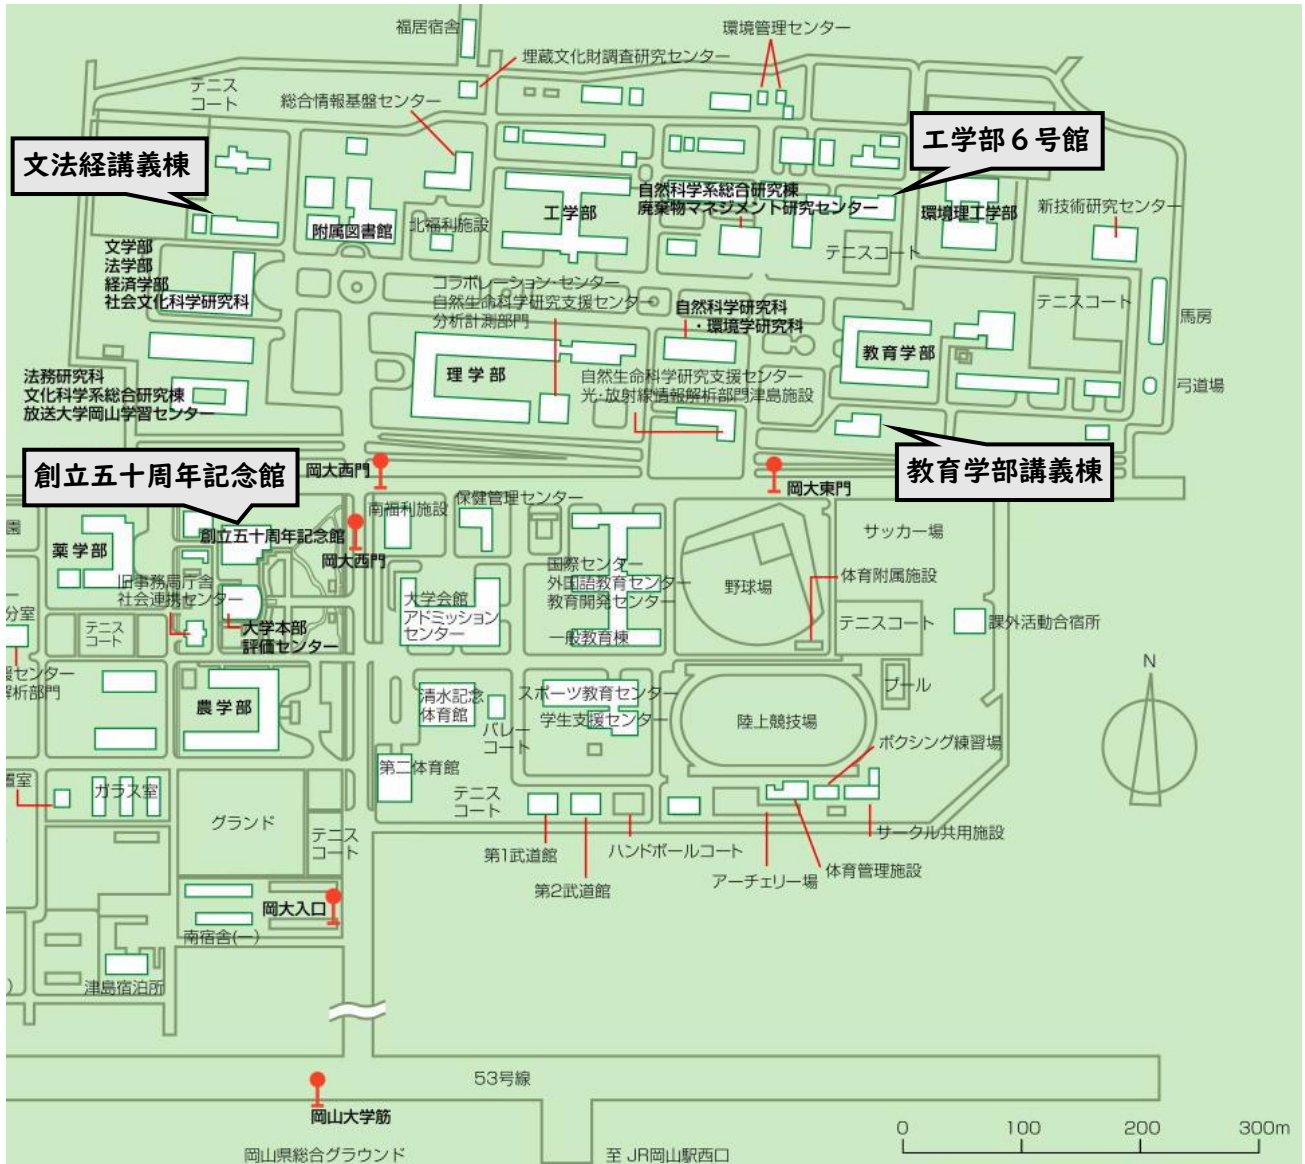 福居宿舎
環境管理センター
埋蔵文化財調査研究センター
テニス
コート
総合情報基盤センター
文法経講義棟
工学部6号館
自然科学系総合研究棟
廃棄物マネジメント研究センター
工学部
附属図書館
北福利施設
環境理工学部
新技術研究センター
文学部
法学部
経済学部
社会文化科学研究科
テニスコート
コラボレーション・センター
自然生命科学研究支援センター
分析計測部門
自然科学研究科
・環境学研究科
テニスコート
馬房
教育学部
理学部
法務研究科
文化科学系総合研究棟
放送大学岡山学習センター
自然生命科学研究支援センター
光・放射線情報解析部門津島施設
弓道場
創立五十周年記念館
岡大西門
教育学部講義棟
岡大東門
園
薬学部
創立五十周年記念館
岡大西門
南福利施設
保健管理センター
サッカー場
国際センター
外国語教育センター
教育開発センター
一般教育棟
野球場
体育附属施設
旧事務局庁舎
社会連携センター
大学会館
アドミッション
センター
分室
テニス
コート
大学本部
評価センター
テニスコート
課外活動合宿所
援センター
解析部門
農学部
清水記念
体育館
バレー
コート
スポーツ教育センター
学生支援センター
陸上競技場
プール
N
ボクシング練習場
置室
ガラス室
第二体育館
テニス
コート
グランド
テニス
コート
第1武道館
ハンドボールコート
サークル共用施設
第2武道館
アーチェリー場
体育管理施設
岡大入口
南宿舎(一)
)
津島宿泊所
53号線
岡山大学筋
岡山県総合グラウンド
至 JR岡山駅西口
0 100 200 300m